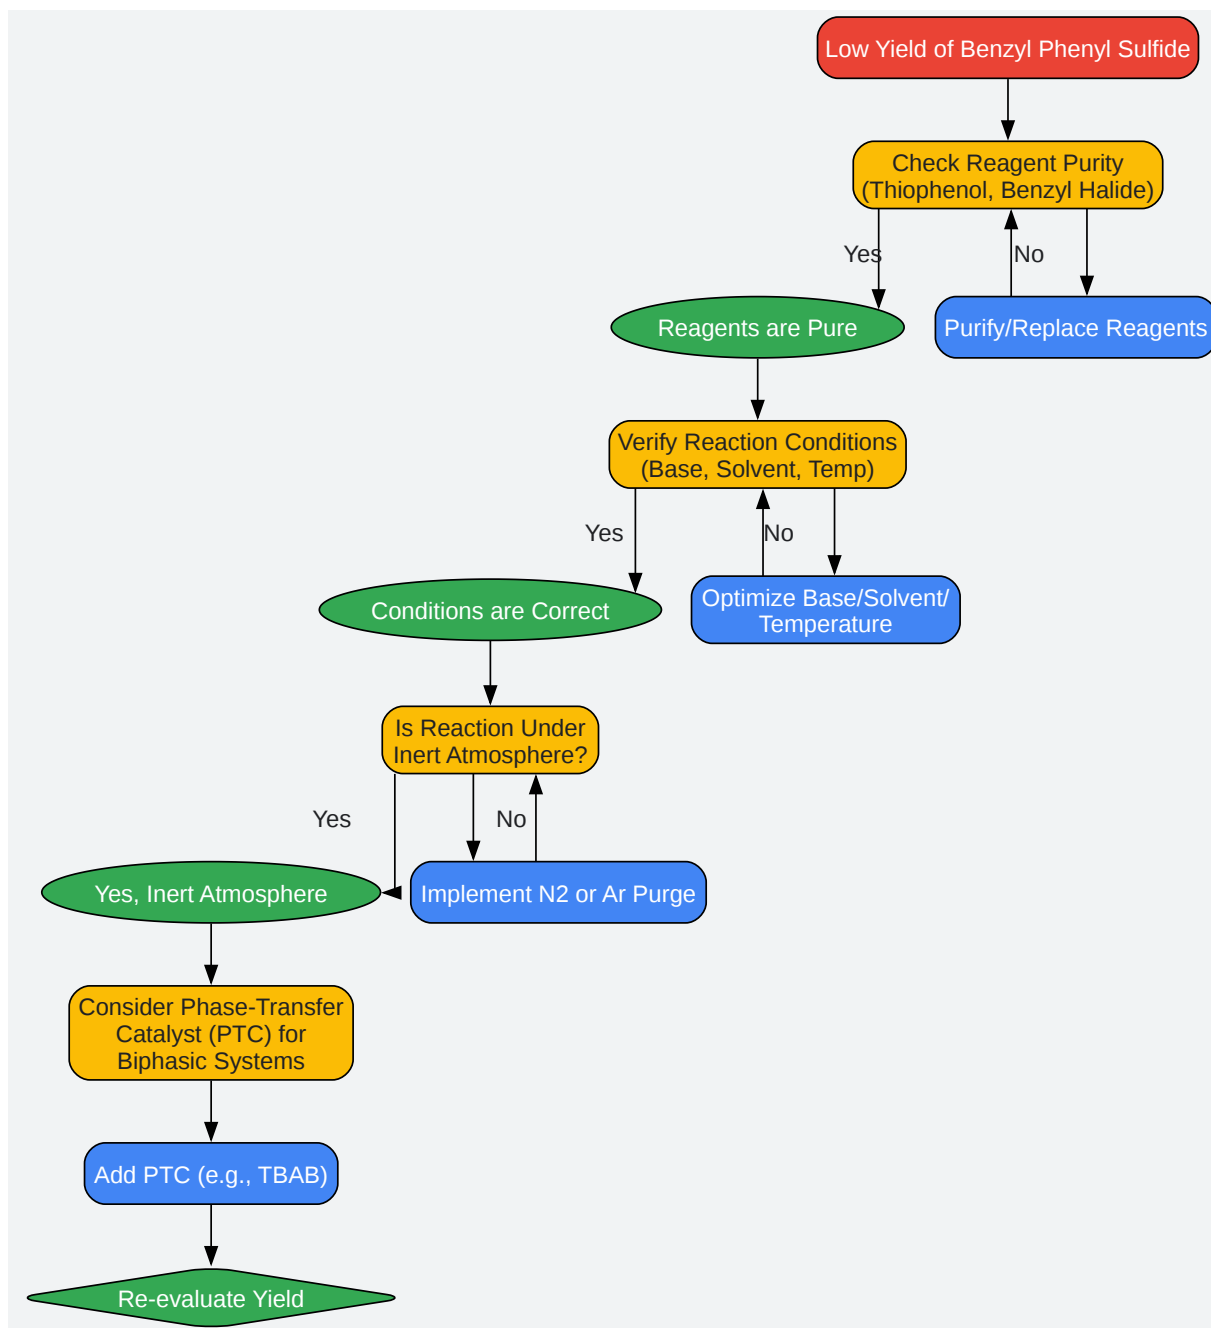 Low Yield of Benzyl Phenyl Sulfide
Check Reagent Purity
(Thiophenol, Benzyl Halide)
Yes
No
Reagents are Pure
Purify/Replace Reagents
Verify Reaction Conditions
(Base, Solvent, Temp)
Yes
No
Conditions are Correct
Optimize Base/Solvent/
Temperature
Is Reaction Under
Inert Atmosphere?
Yes
No
Yes, Inert Atmosphere
Implement N2 or Ar Purge
Consider Phase-Transfer
Catalyst (PTC) for
Biphasic Systems
Add PTC (e.g., TBAB)
Re-evaluate Yield